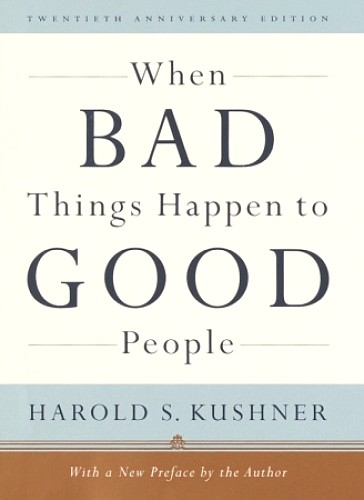 TWENTIETH ANNIVERSARY EDITION
When
BAD
Things Happen to
GOOD
People
HAROLD S. KUSHNER
With a New Preface by the Author